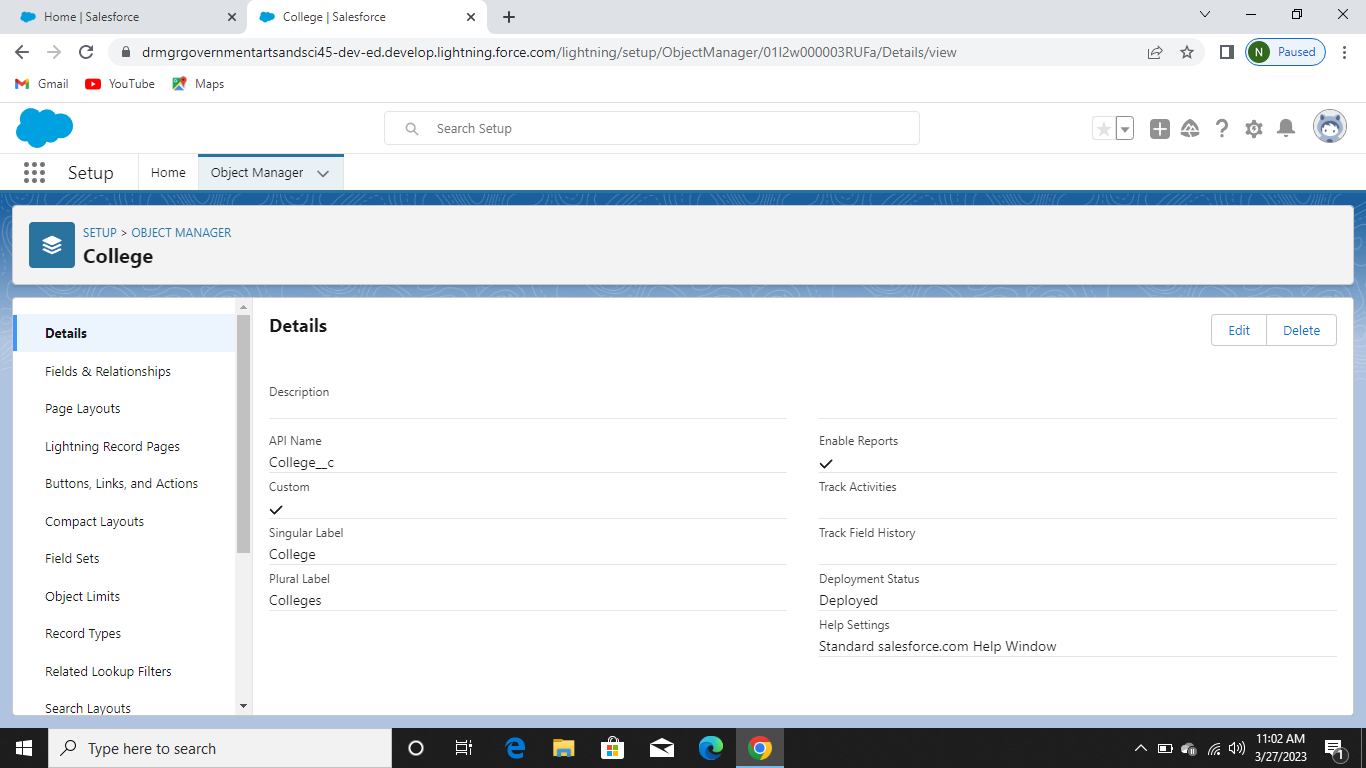 Home | Salesforce
College | Salesforce
drmgrgovernmentartsandsci45-dev-ed.develop.lightning.force.com/lightning/setup/ObjectManager/01I2w000003RUFa/Details/view
N Paused
Gmail
YouTube
Maps
Search Setup
Setup
Home
Object Manager
SETUP > OBJECT MANAGER
College
Details
Fields & Relationships
Page Layouts
Lightning Record Pages
Buttons, Links, and Actions
Compact Layouts
Field Sets
Object Limits
Record Types
Related Lookup Filters
Search Layouts
Details
Edit
Delete
Description
API Name
College__c
Custom
Singular Label
College
Plural Label
Colleges
Enable Reports
Track Activities
Track Field History
Deployment Status
Deployed
Help Settings
Standard salesforce.com Help Window
Type here to search
11:02 AM
3/27/2023
1